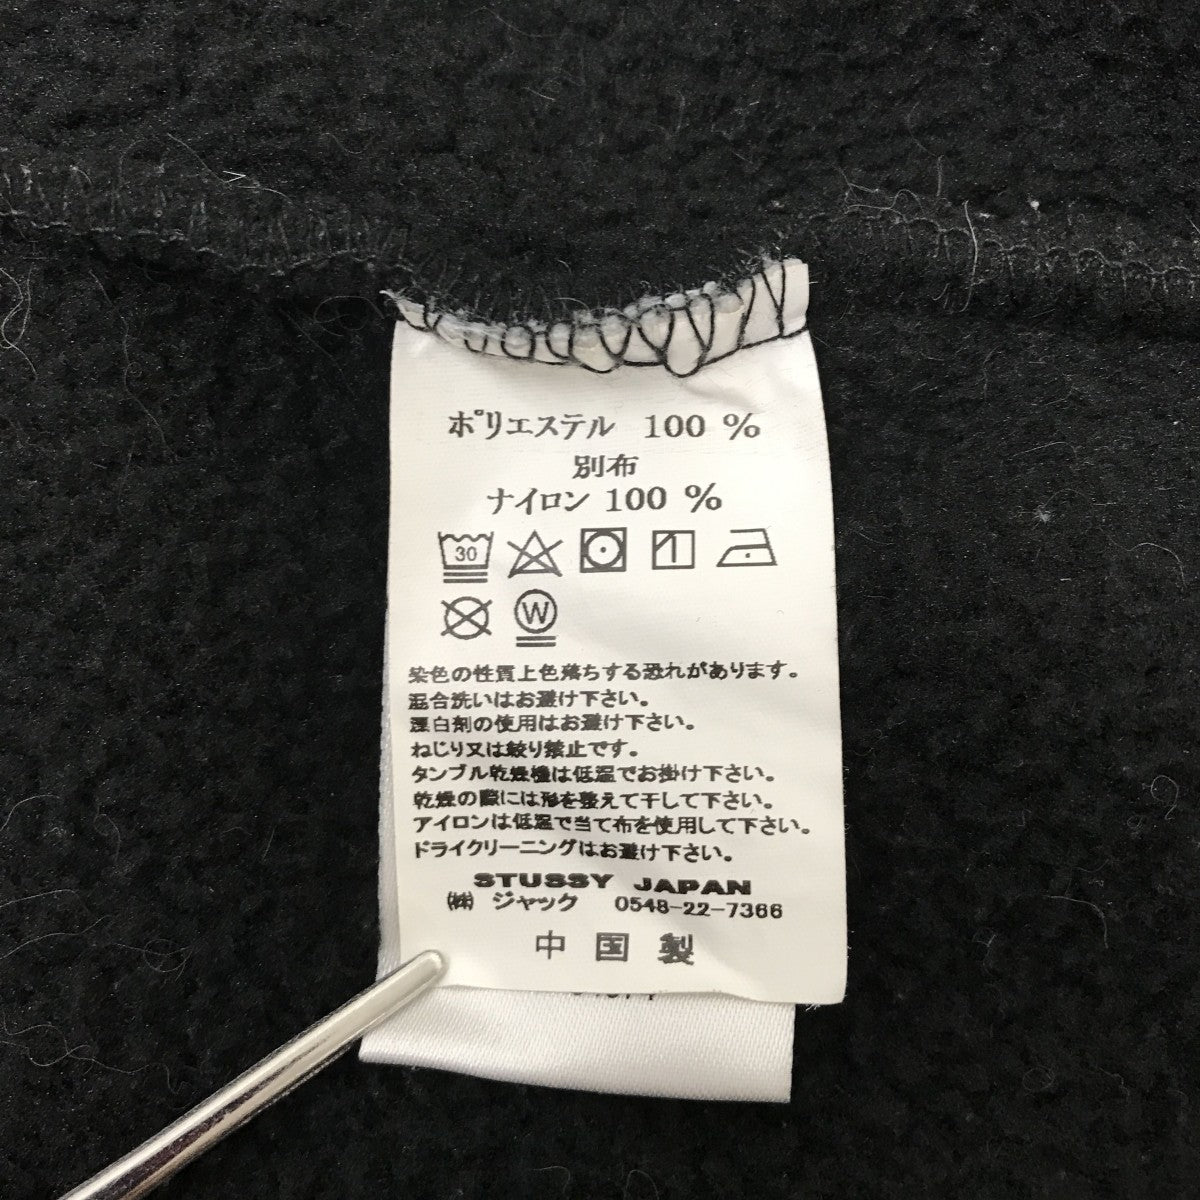 ポリエステル 100 %
別布
ナイロン 100 %
30
W
染色の性質上色落ちする恐れがあります。
混合洗いはお避け下さい。
漂白剤の使用はお避け下さい。
ねじり又は絞り禁止です。
タンブル乾燥機は低温でお掛け下さい。
乾燥の際には形を整えて干して下さい。
アイロンは低温で当て布を使用して下さい。
ドライクリーニングはお避け下さい。
STUSSY JAPAN
㈱ ジャック 0548-22-7366
中国製